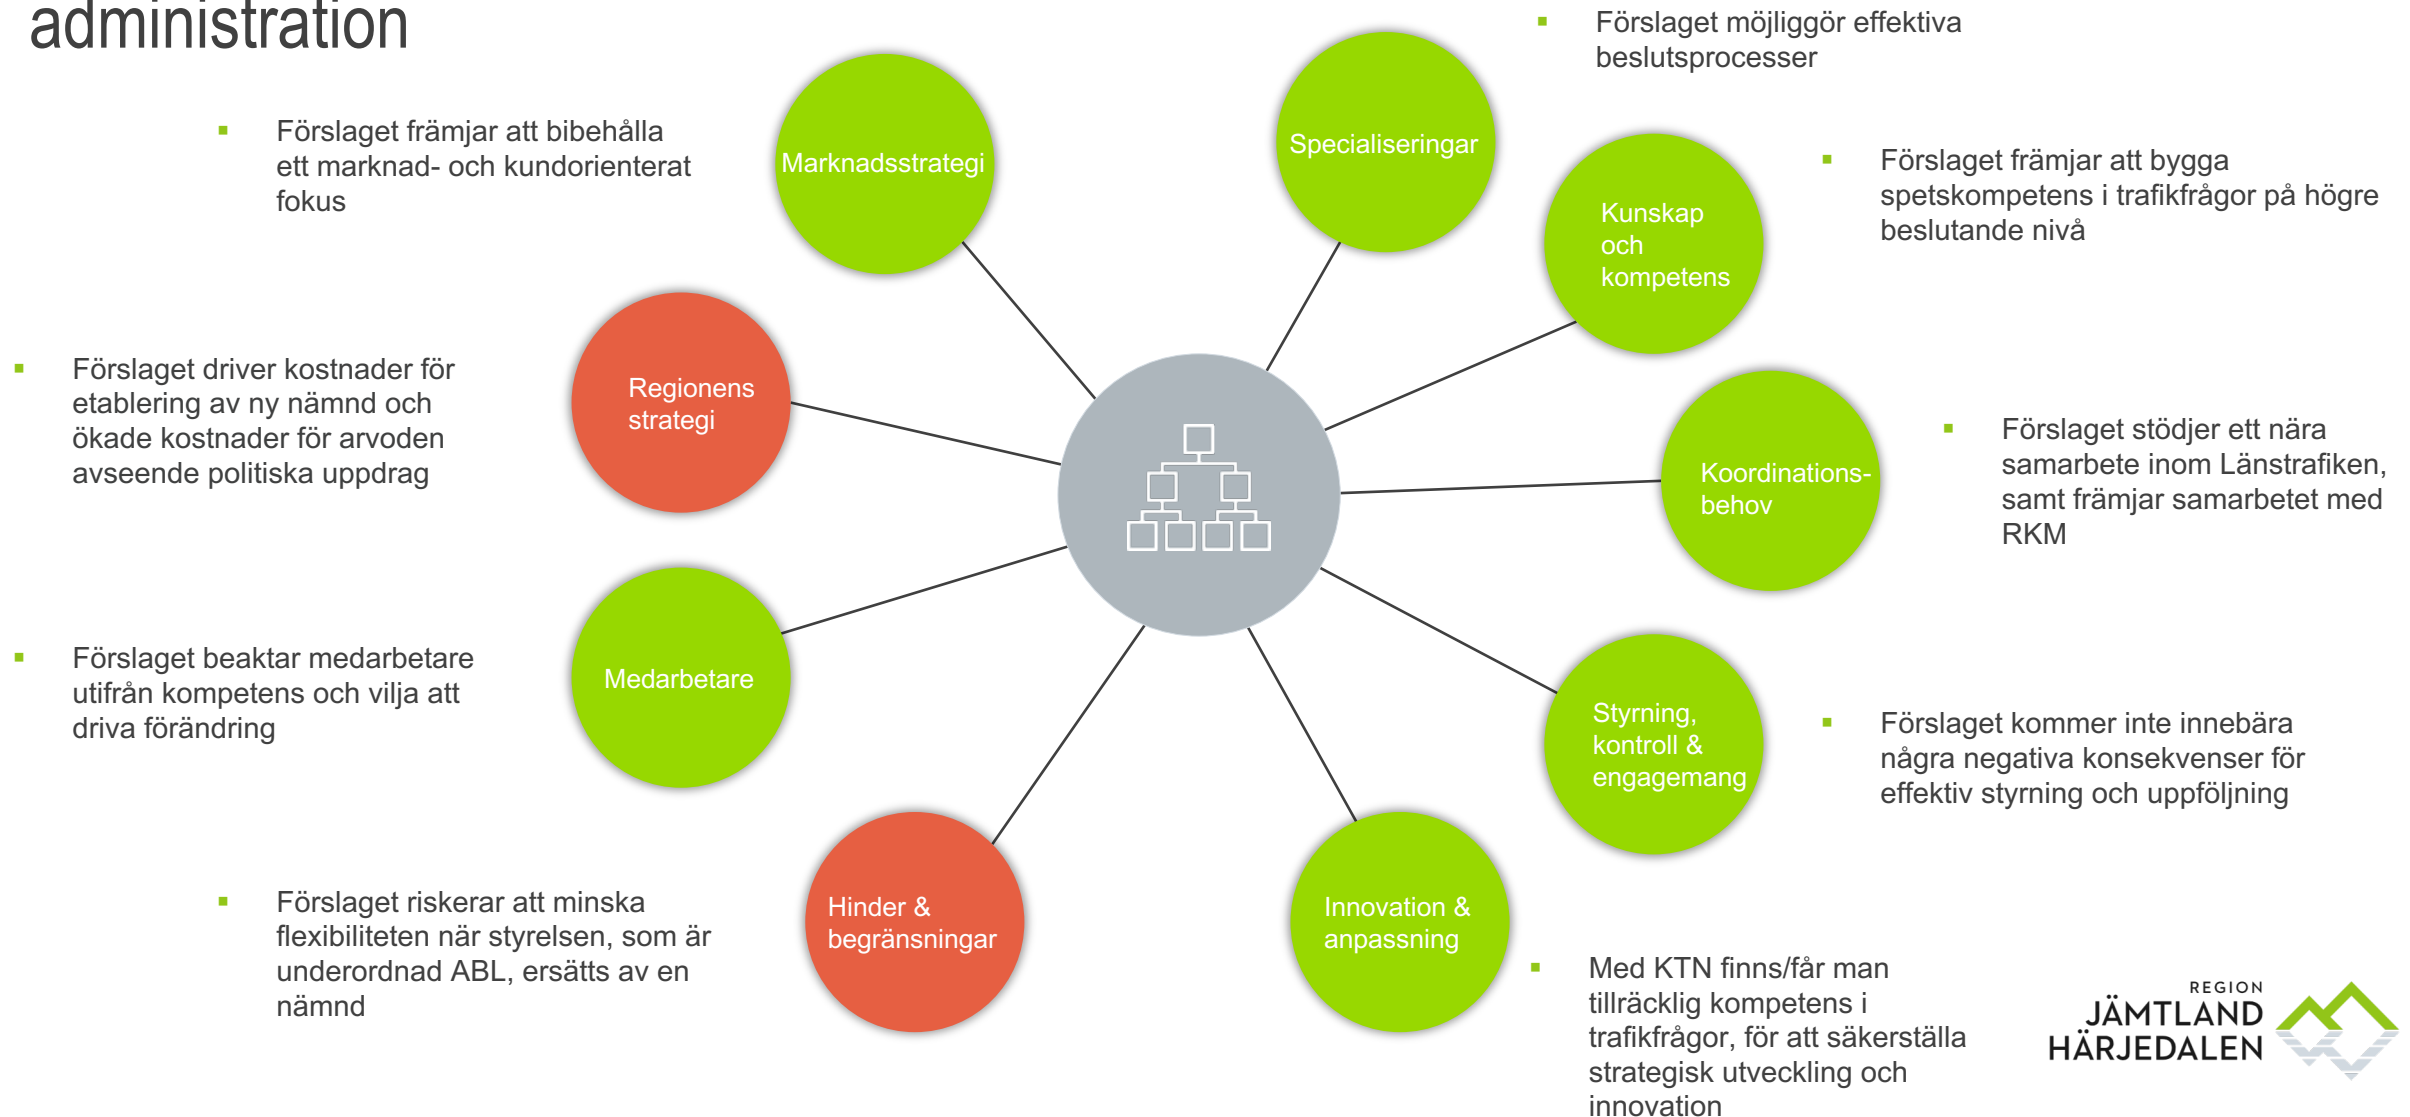 administration
Förslaget främjar att bibehålla
ett marknad- och kundorienterat
fokus
Marknadsstrategi
Specialiseringar
Förslaget möjliggör effektiva
beslutsprocesser
Kunskap
och
kompetens
Förslaget främjar att bygga
spetskompetens i trafikfrågor på högre
beslutande nivå
Förslaget driver kostnader för
etablering av ny nämnd och
ökade kostnader för arvoden
avseende politiska uppdrag
Regionens
strategi
Koordinations-
behov
Förslaget stödjer ett nära
samarbete inom Länstrafiken,
samt främjar samarbetet med
RKM
Förslaget beaktar medarbetare
utifrån kompetens och vilja att
driva förändring
Medarbetare
Styrning,
kontroll &
engagemang
Förslaget kommer inte innebära
några negativa konsekvenser för
effektiv styrning och uppföljning
Förslaget riskerar att minska
flexibiliteten när styrelsen, som är
underordnad ABL, ersätts av en
nämnd
Hinder &
begränsningar
Innovation &
anpassning
Med KTN finns/får man
tillräcklig kompetens i
trafikfrågor, för att säkerställa
strategisk utveckling och
innovation
REGION
JÄMTLAND
HÄRJEDALEN